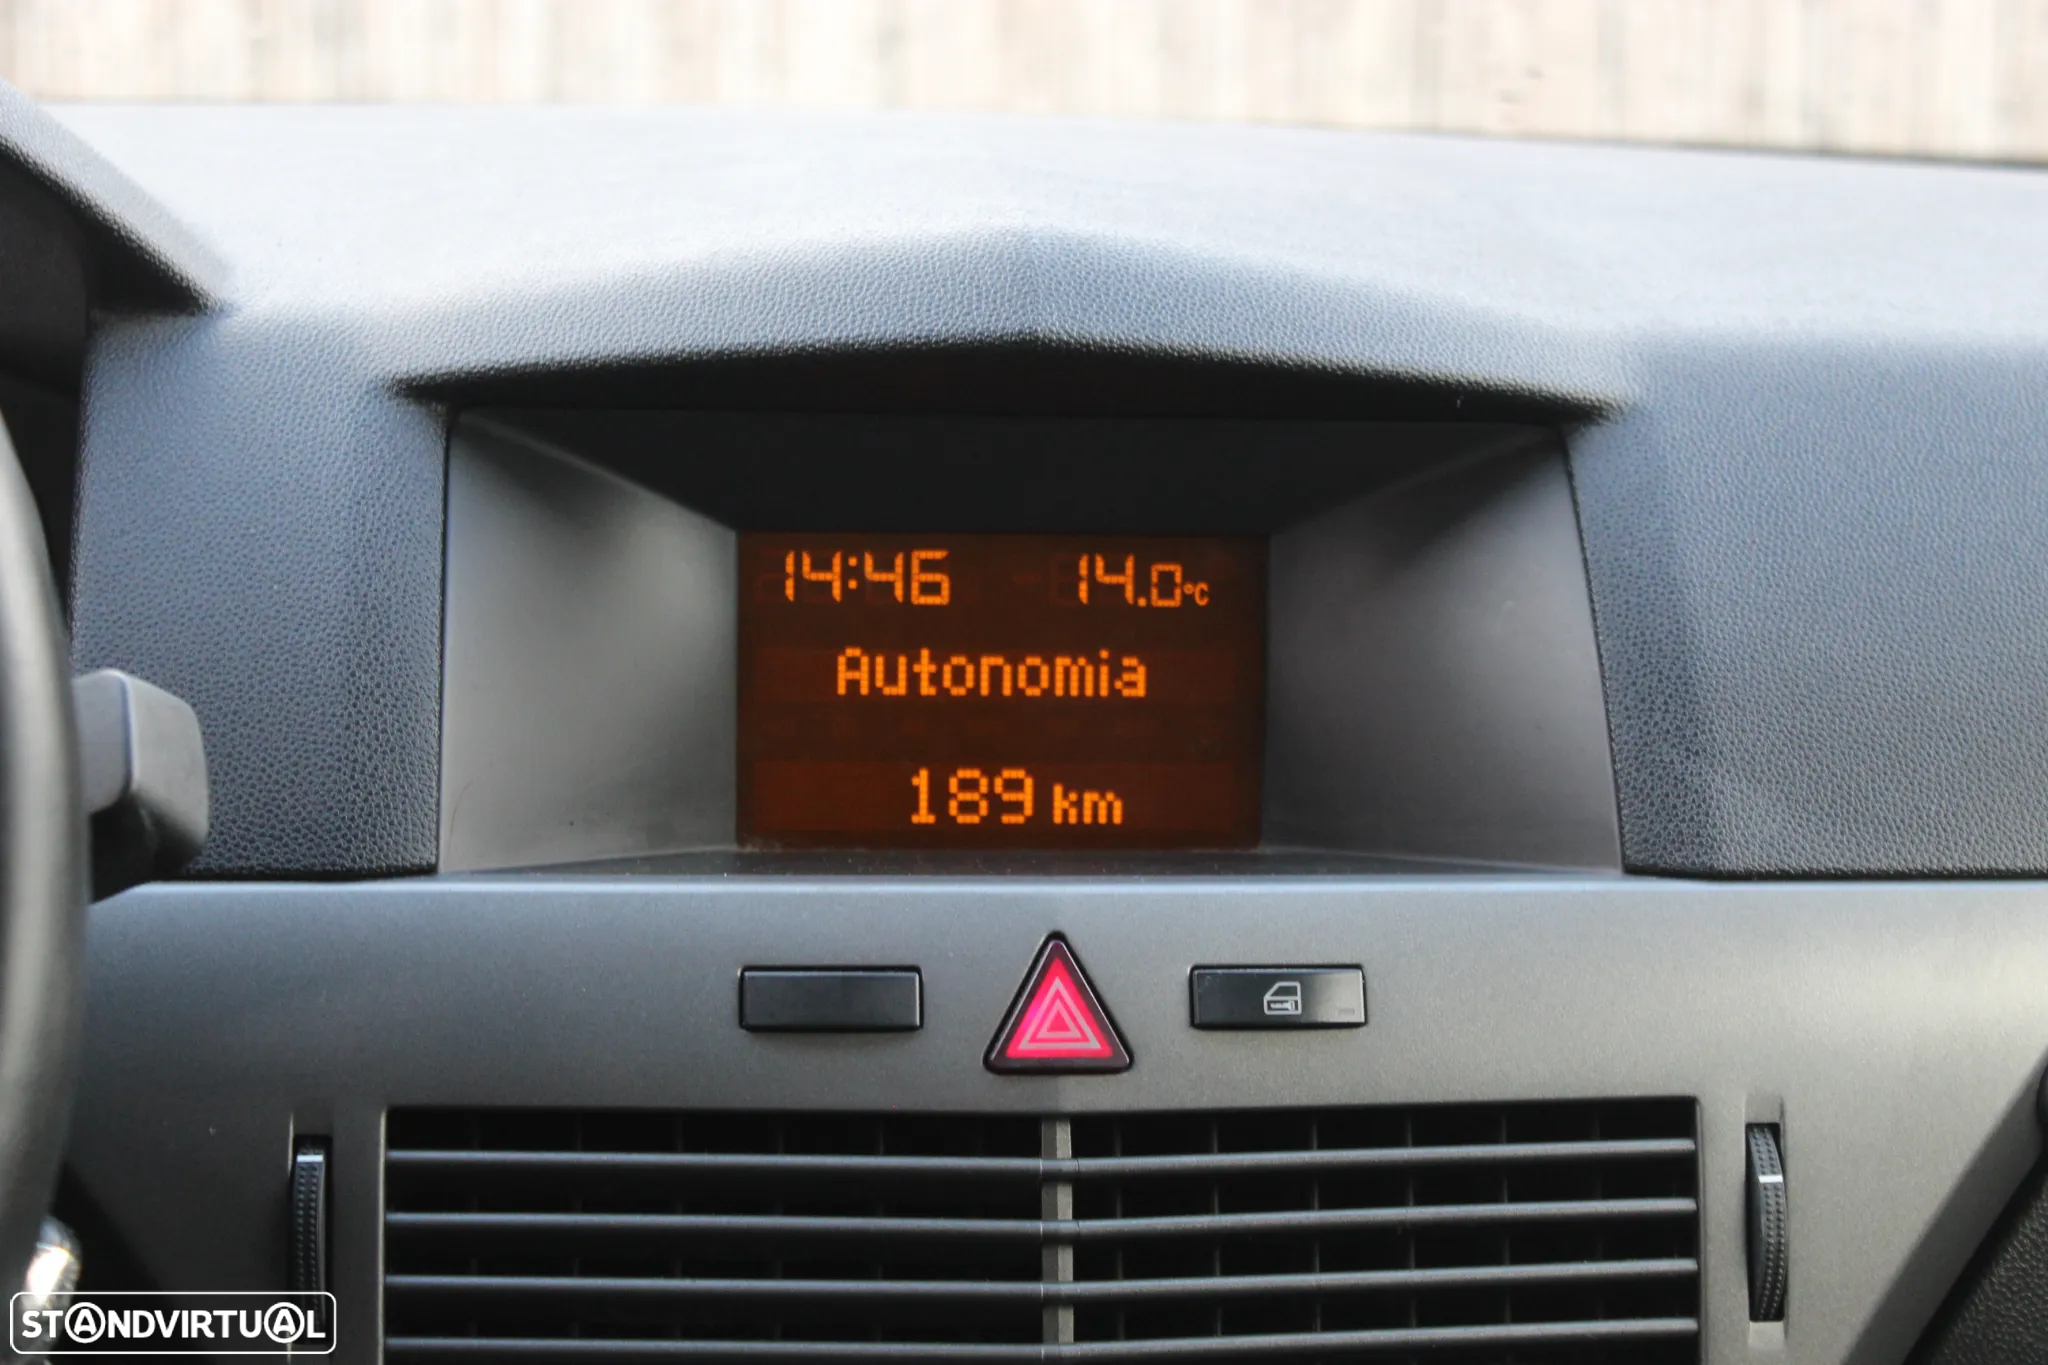 14:46 14.0°C
Autonomia
189 km
STANDVIRTUAL